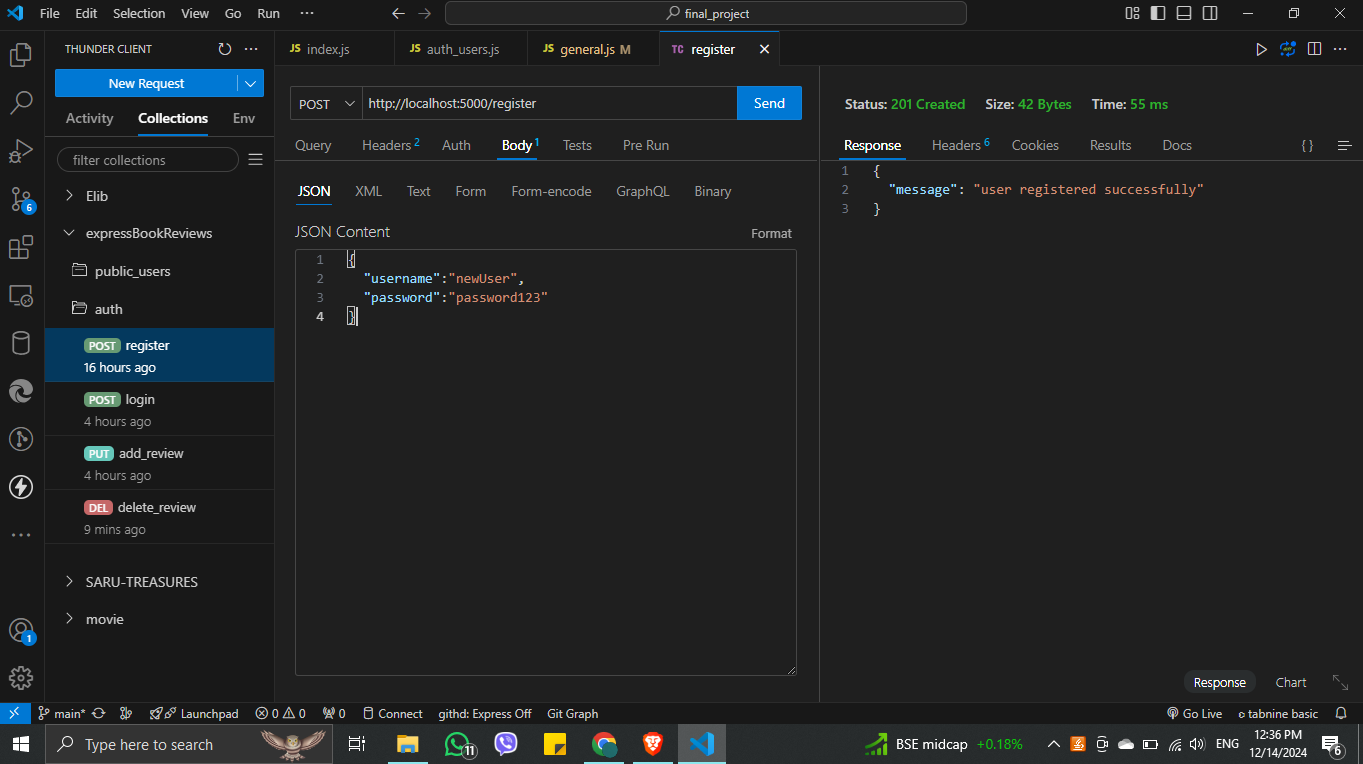 File Edit Selection View Go Run ··· final_project
THUNDER CLIENT
JS index.js JS auth_users.js JS general.js M TC register
New Request
POST http://localhost:5000/register Send
Status: 201 Created Size: 42 Bytes Time: 55 ms
Activity Collections Env
Query Headers 2 Auth Body 1 Tests Pre Run
Response Headers 6 Cookies Results Docs { }
filter collections
JSON XML Text Form Form-encode GraphQL Binary
1 {
2 "message": "user registered successfully"
3 }
Elib
expressBookReviews
public_users
auth
POST register
16 hours ago
POST login
4 hours ago
PUT add_review
4 hours ago
DEL delete_review
9 mins ago
SARU-TREASURES
movie
JSON Content Format
1 {
2 "username":"newUser",
3 "password":"password123"
4 }
6
1
Response Chart
main* 0 0 0 Launchpad Connect githd: Express Off Git Graph Go Live tabnine basic
Type here to search
11
BSE midcap +0.18%
ENG
12:36 PM
12/14/2024
6